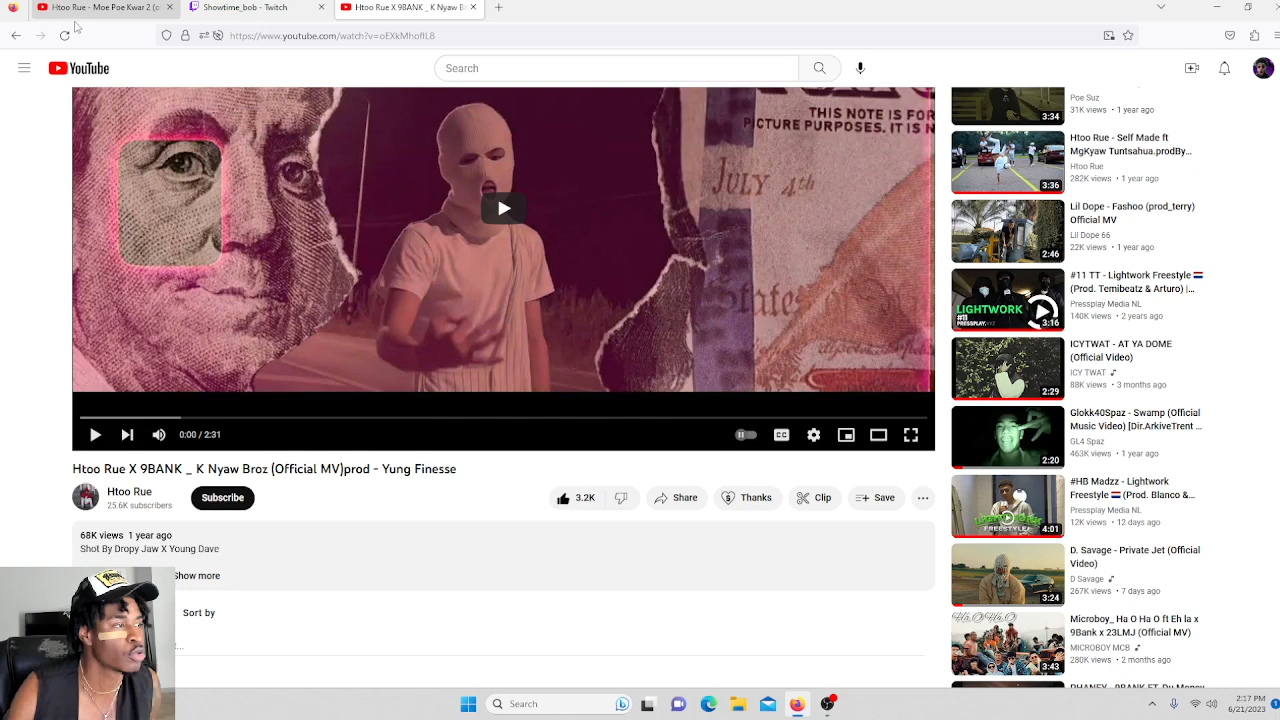 Htoo Rue - Moe Poe Kwar 2 (o
Showtime_bob - Twitch
Htoo Rue X 9BANK _ K Nyaw B
https://www.youtube.com/watch?v=oEXkMhofIL8
YouTube
Search
THIS NOTE IS FOR
PICTURE PURPOSES. IT IS N
0:00 / 2:31
CC
Htoo Rue X 9BANK _ K Nyaw Broz (Official MV)prod - Yung Finesse
Htoo Rue
25.6K subscribers
Subscribe
3.2K
Share
Thanks
Clip
Save
68K views 1 year ago
Shot By Dropy Jaw X Young Dave
Show more
Sort by
Poe Suz
31K views • 1 year ago
3:34
Htoo Rue - Self Made ft
MgKyaw Tuntsahua.prodBy...
Htoo Rue
282K views • 1 year ago
3:36
Lil Dope - Fashoo (prod_terry)
Official MV
Lil Dope 66
22K views • 1 year ago
2:46
#11 TT - Lightwork Freestyle
(Prod. Temibeatz & Arturo) |...
Pressplay Media NL
140K views • 2 years ago
LIGHTWORK
#11
3:16
ICYTWAT - AT YA DOME
(Official Video)
ICY TWAT
88K views • 3 months ago
2:29
Glokk40Spaz - Swamp (Official
Music Video) [Dir.ArkiveTrent ...
GL4 Spaz
463K views • 1 year ago
2:20
#HB Madzz - Lightwork
Freestyle (Prod. Blanco &...
Pressplay Media NL
12K views • 12 days ago
4:01
D. Savage - Private Jet (Official
Video)
D Savage
267K views • 7 days ago
3:24
Microboy_ Ha O Ha O ft Eh la x
9Bank x 23LMJ (Official MV)
MICROBOY MCB
280K views • 2 months ago
3:43
Search
2:17 PM
6/21/2023